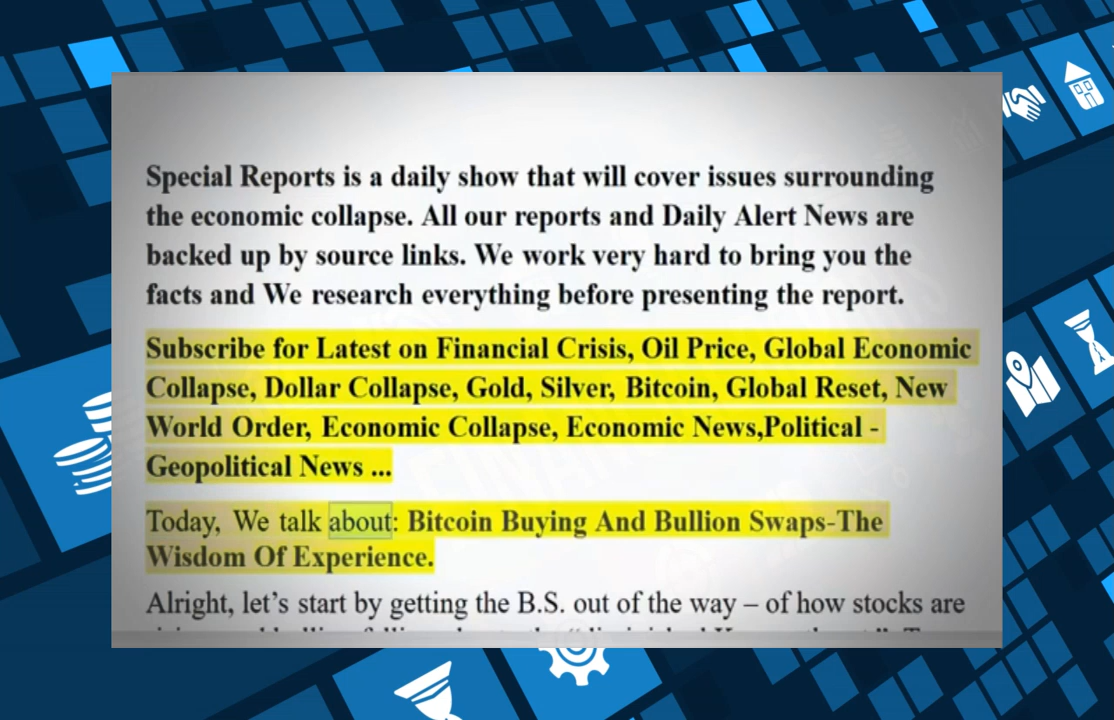 Special Reports is a daily show that will cover issues surrounding
the economic collapse. All our reports and Daily Alert News are
backed up by source links. We work very hard to bring you the
facts and We research everything before presenting the report.
Subscribe for Latest on Financial Crisis, Oil Price, Global Economic
Collapse, Dollar Collapse, Gold, Silver, Bitcoin, Global Reset, New
World Order, Economic Collapse, Economic News,Political -
Geopolitical News ...
Today, We talk about: Bitcoin Buying And Bullion Swaps-The
Wisdom Of Experience.
Alright, let’s start by getting the B.S. out of the way – of how stocks are